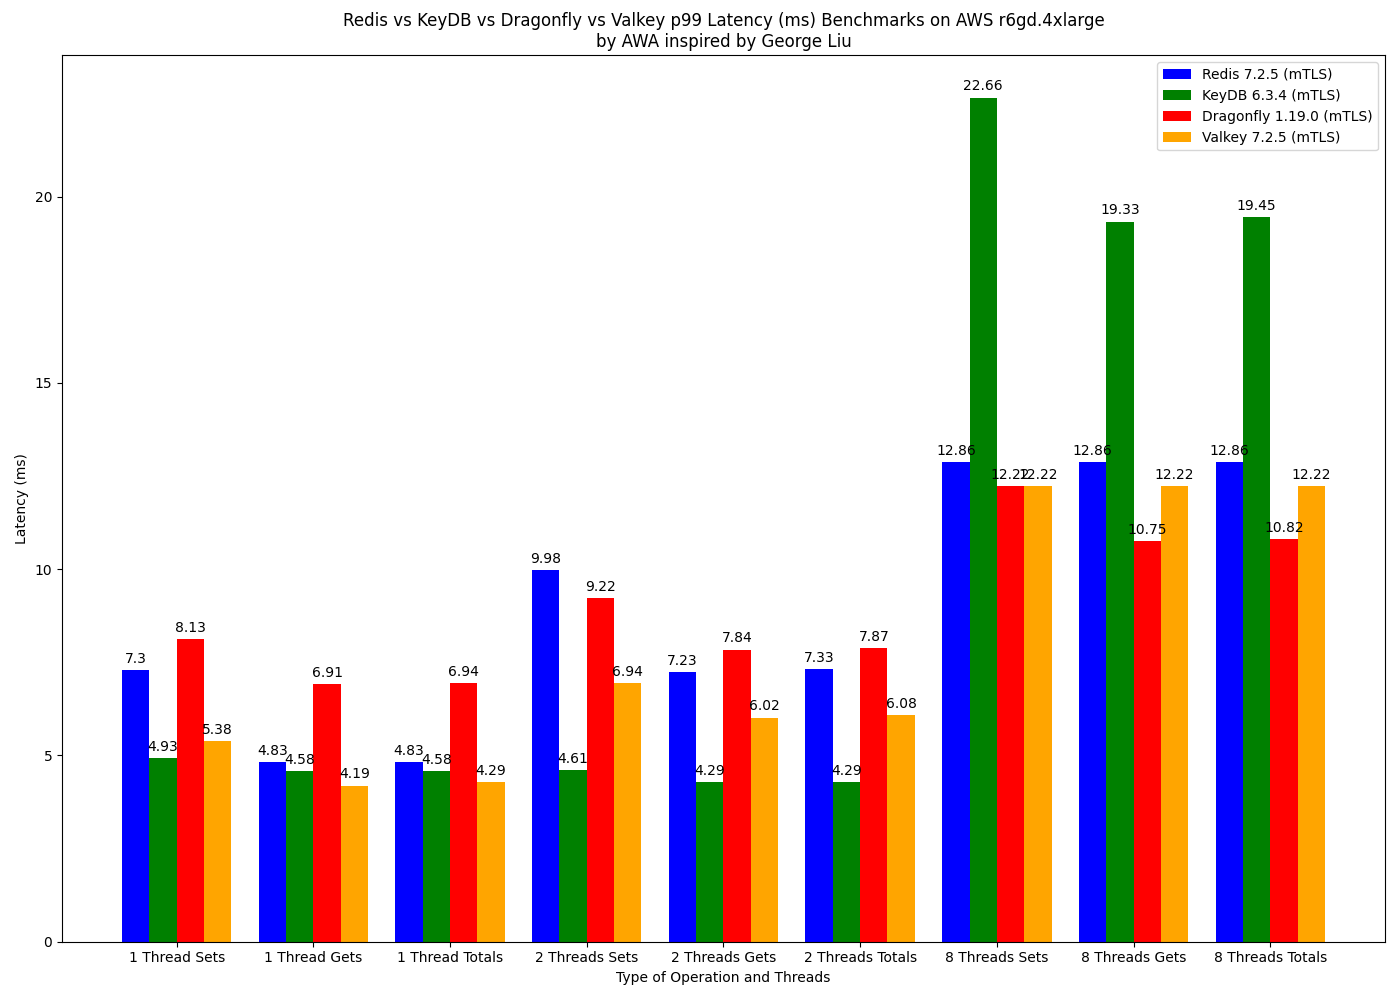 Redis vs KeyDB vs Dragonfly vs Valkey p99 Latency (ms) Benchmarks on AWS r6gd.4xlarge
by AWA inspired by George Liu
Redis 7.2.5 (mTLS)
KeyDB 6.3.4 (mTLS)
Dragonfly 1.19.0 (mTLS)
Valkey 7.2.5 (mTLS)
Latency (ms)
20
15
10
5
0
7.3
4.93
8.13
5.38
4.83
4.58
6.91
4.19
4.83
4.58
6.94
4.29
9.98
4.61
9.22
6.94
7.23
4.29
7.84
6.02
7.33
4.29
7.87
6.08
12.86
22.66
12.22
12.22
12.86
19.33
10.75
12.22
12.86
19.45
10.82
12.22
1 Thread Sets
1 Thread Gets
1 Thread Totals
2 Threads Sets
2 Threads Gets
2 Threads Totals
8 Threads Sets
8 Threads Gets
8 Threads Totals
Type of Operation and Threads